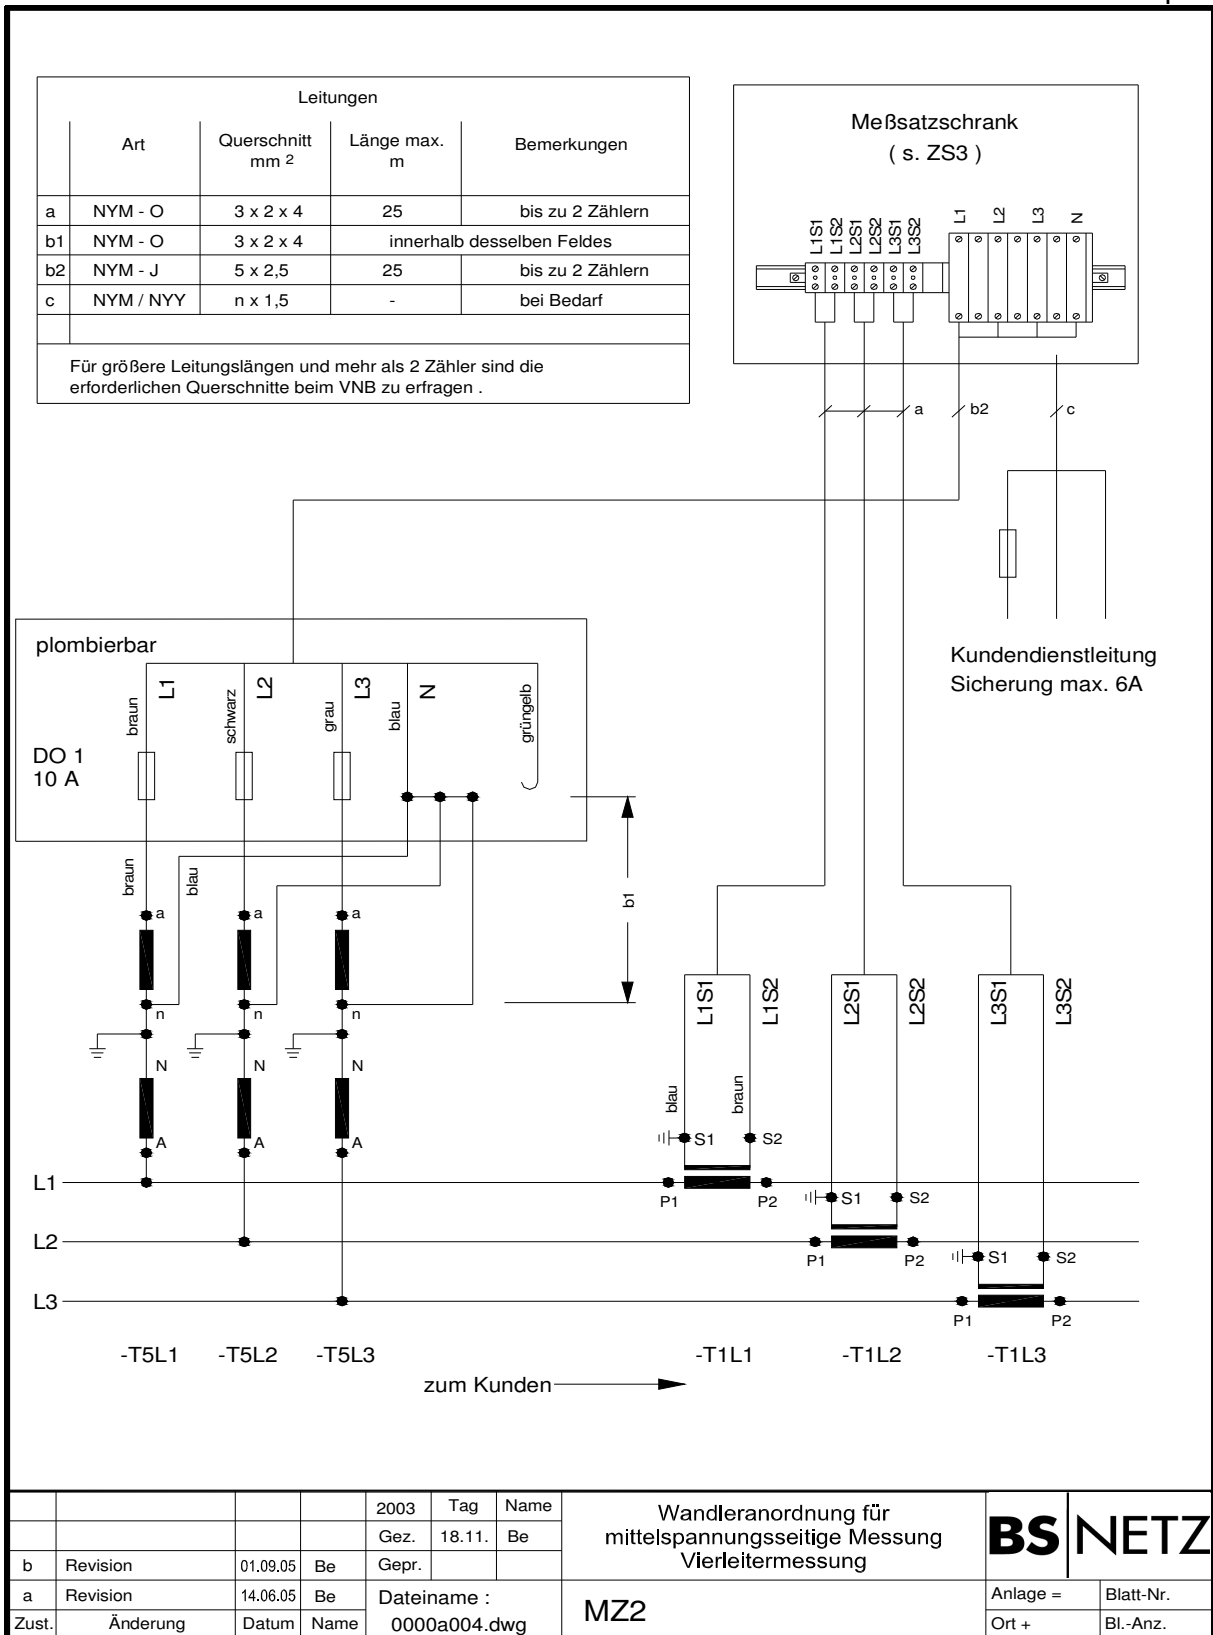 Leitungen
Art Querschnitt mm 2 Länge max. m Bemerkungen
a NYM - O 3 x 2 x 4 25 bis zu 2 Zählern
b1 NYM - O 3 x 2 x 4 innerhalb desselben Feldes
b2 NYM - J 5 x 2,5 25 bis zu 2 Zählern
c NYM / NYY n x 1,5 - bei Bedarf
Für größere Leitungslängen und mehr als 2 Zähler sind die
erforderlichen Querschnitte beim VNB zu erfragen .
Meßsatzschrank
( s. ZS3 )
L1S1 L1S2 L2S1 L2S2 L3S1 L3S2 L1 L2 L3 N
a b2 c
Kundendienstleitung
Sicherung max. 6A
plombierbar
braun L1 schwarz L2 grau L3 blau N grüngelb
DO 1
10 A
braun blau
b1
a a a
n n n
N N N
A A A
L1S1 L1S2 L2S1 L2S2 L3S1 L3S2
blau braun
S1 S2
L1 P1 P2
S1 S2
L2 P1 P2
S1 S2
L3 P1 P2
-T5L1 -T5L2 -T5L3 -T1L1 -T1L2 -T1L3
zum Kunden
2003 Tag Name
Gez. 18.11. Be
b Revision 01.09.05 Be Gepr.
a Revision 14.06.05 Be
Zust. Änderung Datum Name
Dateiname :
0000a004.dwg
Wandleranordnung für
mittelspannungsseitige Messung
Vierleitermessung
MZ2
BS NETZ
Anlage = Blatt-Nr.
Ort + Bl.-Anz.